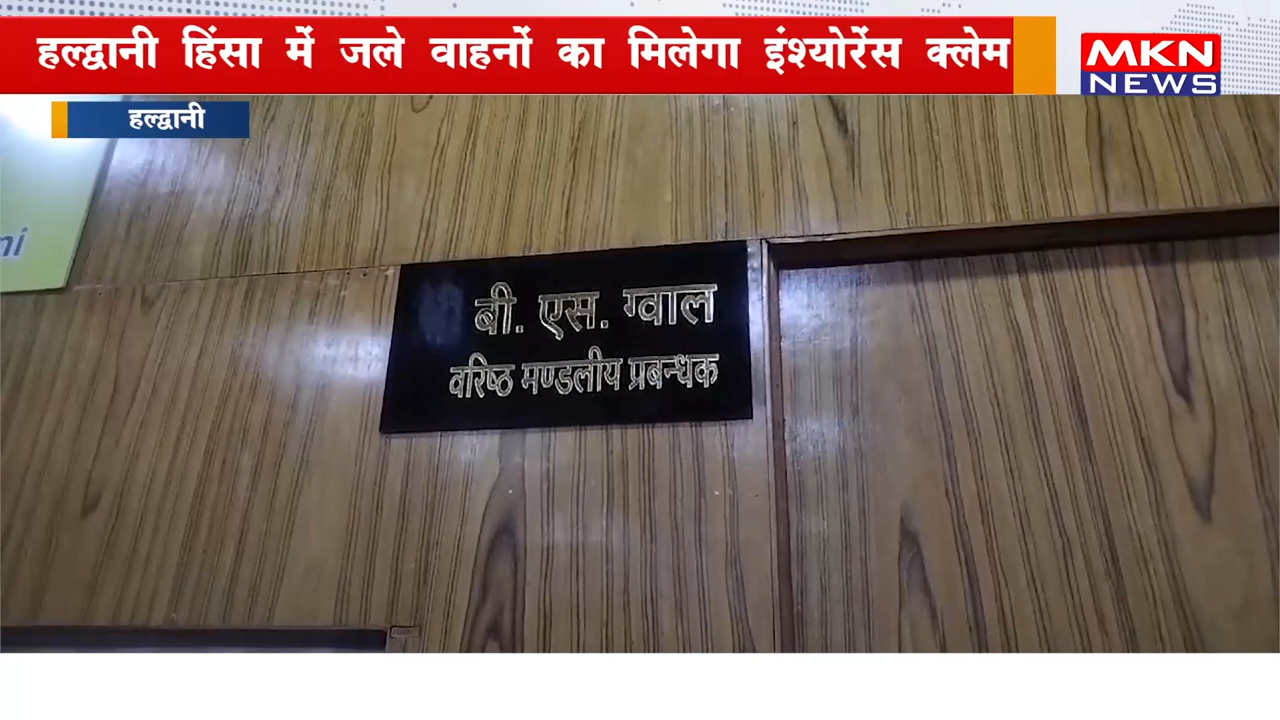 हल्द्वानी हिंसा में जले वाहनों का मिलेगा इंश्योरेंस क्लेम
MKN
NEWS
हल्द्वानी
बी. एस. ग्वाल
वरिष्ठ मण्डलीय प्रबन्धक